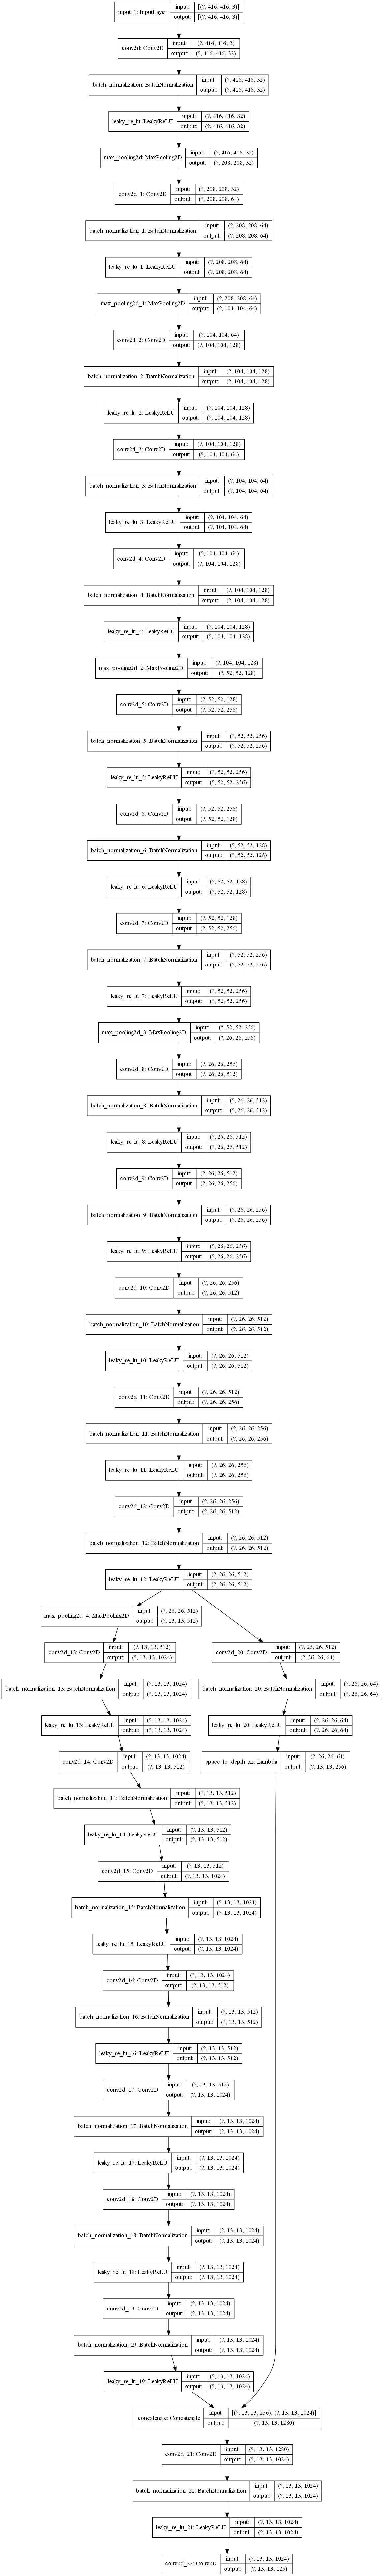 input_1: InputLayer
input: [(?, 416, 416, 3)]
output: [(?, 416, 416, 3)]
conv2d: Conv2D
input: (?, 416, 416, 3)
output: (?, 416, 416, 32)
batch_normalization: BatchNormalization
input: (?, 416, 416, 32)
output: (?, 416, 416, 32)
leaky_re_lu: LeakyReLU
input: (?, 416, 416, 32)
output: (?, 416, 416, 32)
max_pooling2d: MaxPooling2D
input: (?, 416, 416, 32)
output: (?, 208, 208, 32)
conv2d_1: Conv2D
input: (?, 208, 208, 32)
output: (?, 208, 208, 64)
batch_normalization_1: BatchNormalization
input: (?, 208, 208, 64)
output: (?, 208, 208, 64)
leaky_re_lu_1: LeakyReLU
input: (?, 208, 208, 64)
output: (?, 208, 208, 64)
max_pooling2d_1: MaxPooling2D
input: (?, 208, 208, 64)
output: (?, 104, 104, 64)
conv2d_2: Conv2D
input: (?, 104, 104, 64)
output: (?, 104, 104, 128)
batch_normalization_2: BatchNormalization
input: (?, 104, 104, 128)
output: (?, 104, 104, 128)
leaky_re_lu_2: LeakyReLU
input: (?, 104, 104, 128)
output: (?, 104, 104, 128)
conv2d_3: Conv2D
input: (?, 104, 104, 128)
output: (?, 104, 104, 64)
batch_normalization_3: BatchNormalization
input: (?, 104, 104, 64)
output: (?, 104, 104, 64)
leaky_re_lu_3: LeakyReLU
input: (?, 104, 104, 64)
output: (?, 104, 104, 64)
conv2d_4: Conv2D
input: (?, 104, 104, 64)
output: (?, 104, 104, 128)
batch_normalization_4: BatchNormalization
input: (?, 104, 104, 128)
output: (?, 104, 104, 128)
leaky_re_lu_4: LeakyReLU
input: (?, 104, 104, 128)
output: (?, 104, 104, 128)
max_pooling2d_2: MaxPooling2D
input: (?, 104, 104, 128)
output: (?, 52, 52, 128)
conv2d_5: Conv2D
input: (?, 52, 52, 128)
output: (?, 52, 52, 256)
batch_normalization_5: BatchNormalization
input: (?, 52, 52, 256)
output: (?, 52, 52, 256)
leaky_re_lu_5: LeakyReLU
input: (?, 52, 52, 256)
output: (?, 52, 52, 256)
conv2d_6: Conv2D
input: (?, 52, 52, 256)
output: (?, 52, 52, 128)
batch_normalization_6: BatchNormalization
input: (?, 52, 52, 128)
output: (?, 52, 52, 128)
leaky_re_lu_6: LeakyReLU
input: (?, 52, 52, 128)
output: (?, 52, 52, 128)
conv2d_7: Conv2D
input: (?, 52, 52, 128)
output: (?, 52, 52, 256)
batch_normalization_7: BatchNormalization
input: (?, 52, 52, 256)
output: (?, 52, 52, 256)
leaky_re_lu_7: LeakyReLU
input: (?, 52, 52, 256)
output: (?, 52, 52, 256)
max_pooling2d_3: MaxPooling2D
input: (?, 52, 52, 256)
output: (?, 26, 26, 256)
conv2d_8: Conv2D
input: (?, 26, 26, 256)
output: (?, 26, 26, 512)
batch_normalization_8: BatchNormalization
input: (?, 26, 26, 512)
output: (?, 26, 26, 512)
leaky_re_lu_8: LeakyReLU
input: (?, 26, 26, 512)
output: (?, 26, 26, 512)
conv2d_9: Conv2D
input: (?, 26, 26, 512)
output: (?, 26, 26, 256)
batch_normalization_9: BatchNormalization
input: (?, 26, 26, 256)
output: (?, 26, 26, 256)
leaky_re_lu_9: LeakyReLU
input: (?, 26, 26, 256)
output: (?, 26, 26, 256)
conv2d_10: Conv2D
input: (?, 26, 26, 256)
output: (?, 26, 26, 512)
batch_normalization_10: BatchNormalization
input: (?, 26, 26, 512)
output: (?, 26, 26, 512)
leaky_re_lu_10: LeakyReLU
input: (?, 26, 26, 512)
output: (?, 26, 26, 512)
conv2d_11: Conv2D
input: (?, 26, 26, 512)
output: (?, 26, 26, 256)
batch_normalization_11: BatchNormalization
input: (?, 26, 26, 256)
output: (?, 26, 26, 256)
leaky_re_lu_11: LeakyReLU
input: (?, 26, 26, 256)
output: (?, 26, 26, 256)
conv2d_12: Conv2D
input: (?, 26, 26, 256)
output: (?, 26, 26, 512)
batch_normalization_12: BatchNormalization
input: (?, 26, 26, 512)
output: (?, 26, 26, 512)
leaky_re_lu_12: LeakyReLU
input: (?, 26, 26, 512)
output: (?, 26, 26, 512)
max_pooling2d_4: MaxPooling2D
input: (?, 26, 26, 512)
output: (?, 13, 13, 512)
conv2d_13: Conv2D
input: (?, 13, 13, 512)
output: (?, 13, 13, 1024)
conv2d_20: Conv2D
input: (?, 26, 26, 512)
output: (?, 26, 26, 64)
batch_normalization_13: BatchNormalization
input: (?, 13, 13, 1024)
output: (?, 13, 13, 1024)
batch_normalization_20: BatchNormalization
input: (?, 26, 26, 64)
output: (?, 26, 26, 64)
leaky_re_lu_13: LeakyReLU
input: (?, 13, 13, 1024)
output: (?, 13, 13, 1024)
leaky_re_lu_20: LeakyReLU
input: (?, 26, 26, 64)
output: (?, 26, 26, 64)
conv2d_14: Conv2D
input: (?, 13, 13, 1024)
output: (?, 13, 13, 512)
space_to_depth_x2: Lambda
input: (?, 26, 26, 64)
output: (?, 13, 13, 256)
batch_normalization_14: BatchNormalization
input: (?, 13, 13, 512)
output: (?, 13, 13, 512)
leaky_re_lu_14: LeakyReLU
input: (?, 13, 13, 512)
output: (?, 13, 13, 512)
conv2d_15: Conv2D
input: (?, 13, 13, 512)
output: (?, 13, 13, 1024)
batch_normalization_15: BatchNormalization
input: (?, 13, 13, 1024)
output: (?, 13, 13, 1024)
leaky_re_lu_15: LeakyReLU
input: (?, 13, 13, 1024)
output: (?, 13, 13, 1024)
conv2d_16: Conv2D
input: (?, 13, 13, 1024)
output: (?, 13, 13, 512)
batch_normalization_16: BatchNormalization
input: (?, 13, 13, 512)
output: (?, 13, 13, 512)
leaky_re_lu_16: LeakyReLU
input: (?, 13, 13, 512)
output: (?, 13, 13, 512)
conv2d_17: Conv2D
input: (?, 13, 13, 512)
output: (?, 13, 13, 1024)
batch_normalization_17: BatchNormalization
input: (?, 13, 13, 1024)
output: (?, 13, 13, 1024)
leaky_re_lu_17: LeakyReLU
input: (?, 13, 13, 1024)
output: (?, 13, 13, 1024)
conv2d_18: Conv2D
input: (?, 13, 13, 1024)
output: (?, 13, 13, 1024)
batch_normalization_18: BatchNormalization
input: (?, 13, 13, 1024)
output: (?, 13, 13, 1024)
leaky_re_lu_18: LeakyReLU
input: (?, 13, 13, 1024)
output: (?, 13, 13, 1024)
conv2d_19: Conv2D
input: (?, 13, 13, 1024)
output: (?, 13, 13, 1024)
batch_normalization_19: BatchNormalization
input: (?, 13, 13, 1024)
output: (?, 13, 13, 1024)
leaky_re_lu_19: LeakyReLU
input: (?, 13, 13, 1024)
output: (?, 13, 13, 1024)
concatenate: Concatenate
input: [(?, 13, 13, 256), (?, 13, 13, 1024)]
output: (?, 13, 13, 1280)
conv2d_21: Conv2D
input: (?, 13, 13, 1280)
output: (?, 13, 13, 1024)
batch_normalization_21: BatchNormalization
input: (?, 13, 13, 1024)
output: (?, 13, 13, 1024)
leaky_re_lu_21: LeakyReLU
input: (?, 13, 13, 1024)
output: (?, 13, 13, 1024)
conv2d_22: Conv2D
input: (?, 13, 13, 1024)
output: (?, 13, 13, 125)